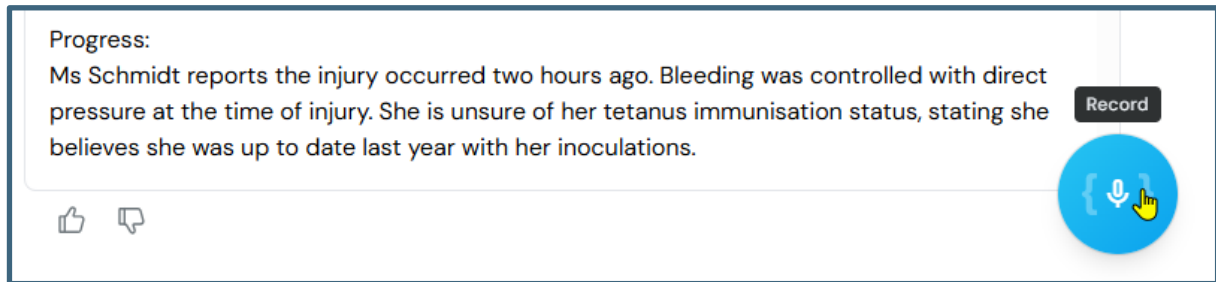 Progress:
Ms Schmidt reports the injury occurred two hours ago. Bleeding was controlled with direct
pressure at the time of injury. She is unsure of her tetanus immunisation status, stating she
believes she was up to date last year with her inoculations.
Record